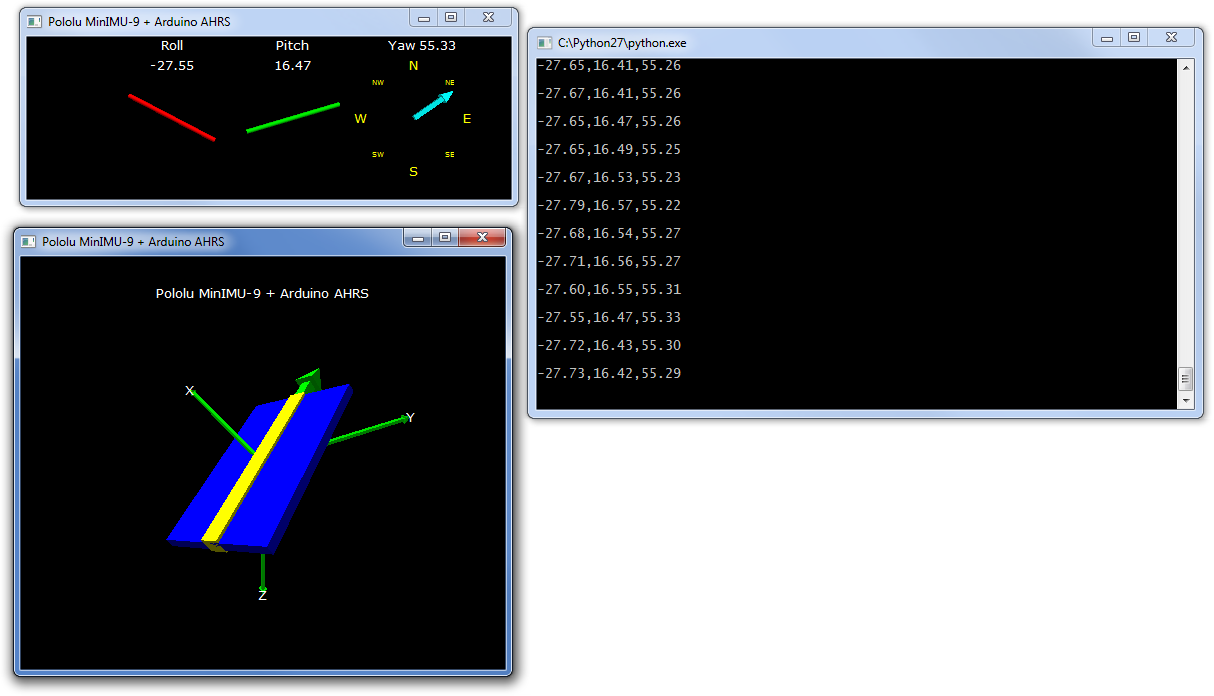 Pololu MinIMU-9 + Arduino AHRS
Roll Pitch Yaw 55.33
-27.55 16.47 N
NW NE
W E
SW SE
S
C:\Python27\python.exe
-27.65,16.41,55.26
-27.67,16.41,55.26
-27.65,16.47,55.26
-27.65,16.49,55.25
-27.67,16.53,55.23
-27.79,16.57,55.22
-27.68,16.54,55.27
-27.71,16.56,55.27
-27.60,16.55,55.31
-27.55,16.47,55.33
-27.72,16.43,55.30
-27.73,16.42,55.29
Pololu MinIMU-9 + Arduino AHRS
Pololu MinIMU-9 + Arduino AHRS
X
Y
Z